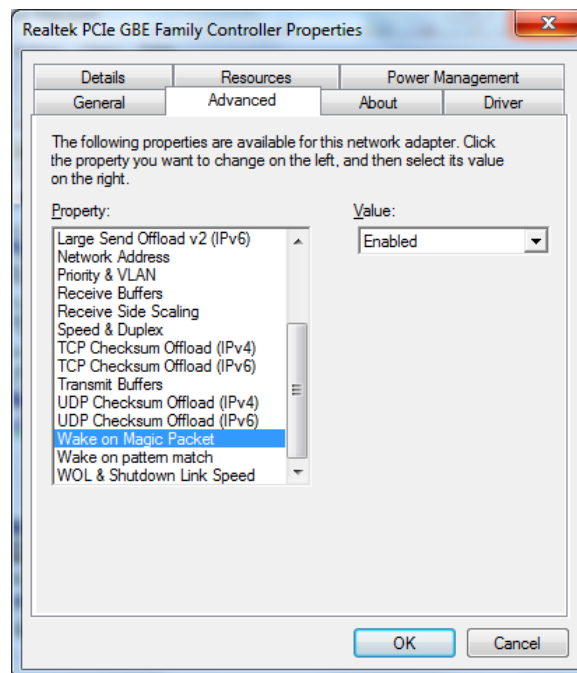 Realtek PCIe GBE Family Controller Properties
Details
Resources
Power Management
General
Advanced
About
Driver
The following properties are available for this network adapter. Click
the property you want to change on the left, and then select its value
on the right.
Property:
Value:
Large Send Offload v2 (IPv6)
Network Address
Priority & VLAN
Receive Buffers
Receive Side Scaling
Speed & Duplex
TCP Checksum Offload (IPv4)
TCP Checksum Offload (IPv6)
Transmit Buffers
UDP Checksum Offload (IPv4)
UDP Checksum Offload (IPv6)
Wake on Magic Packet
Wake on pattern match
WOL & Shutdown Link Speed
Enabled
OK
Cancel